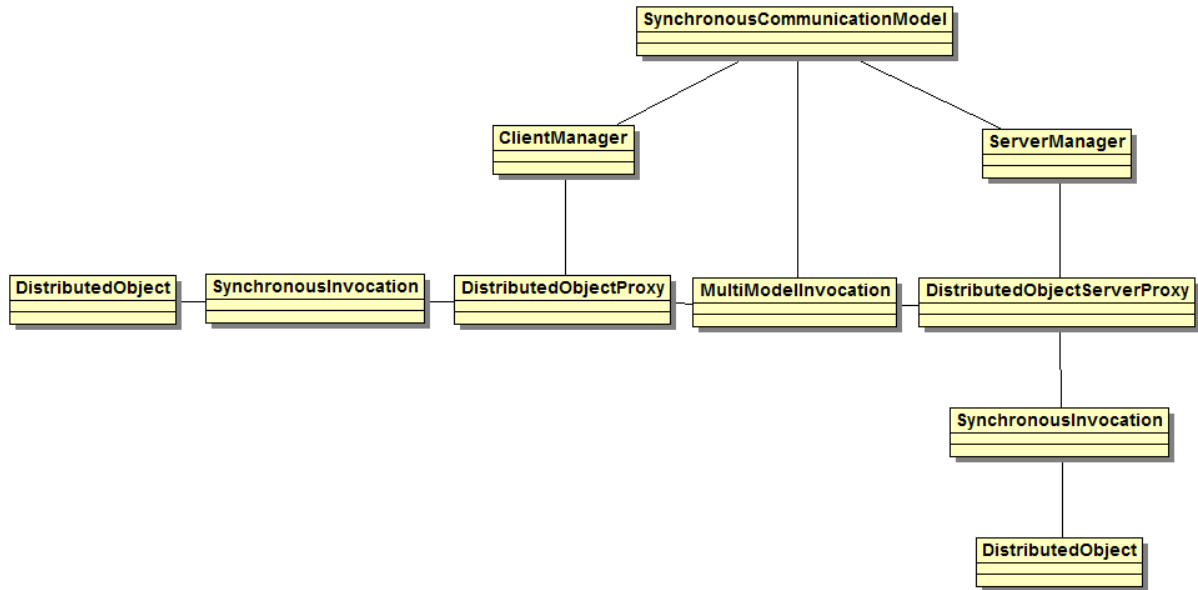 SynchronousCommunicationModel
ClientManager
ServerManager
DistributedObject
SynchronousInvocation
DistributedObjectProxy
MultiModelInvocation
DistributedObjectServerProxy
SynchronousInvocation
DistributedObject